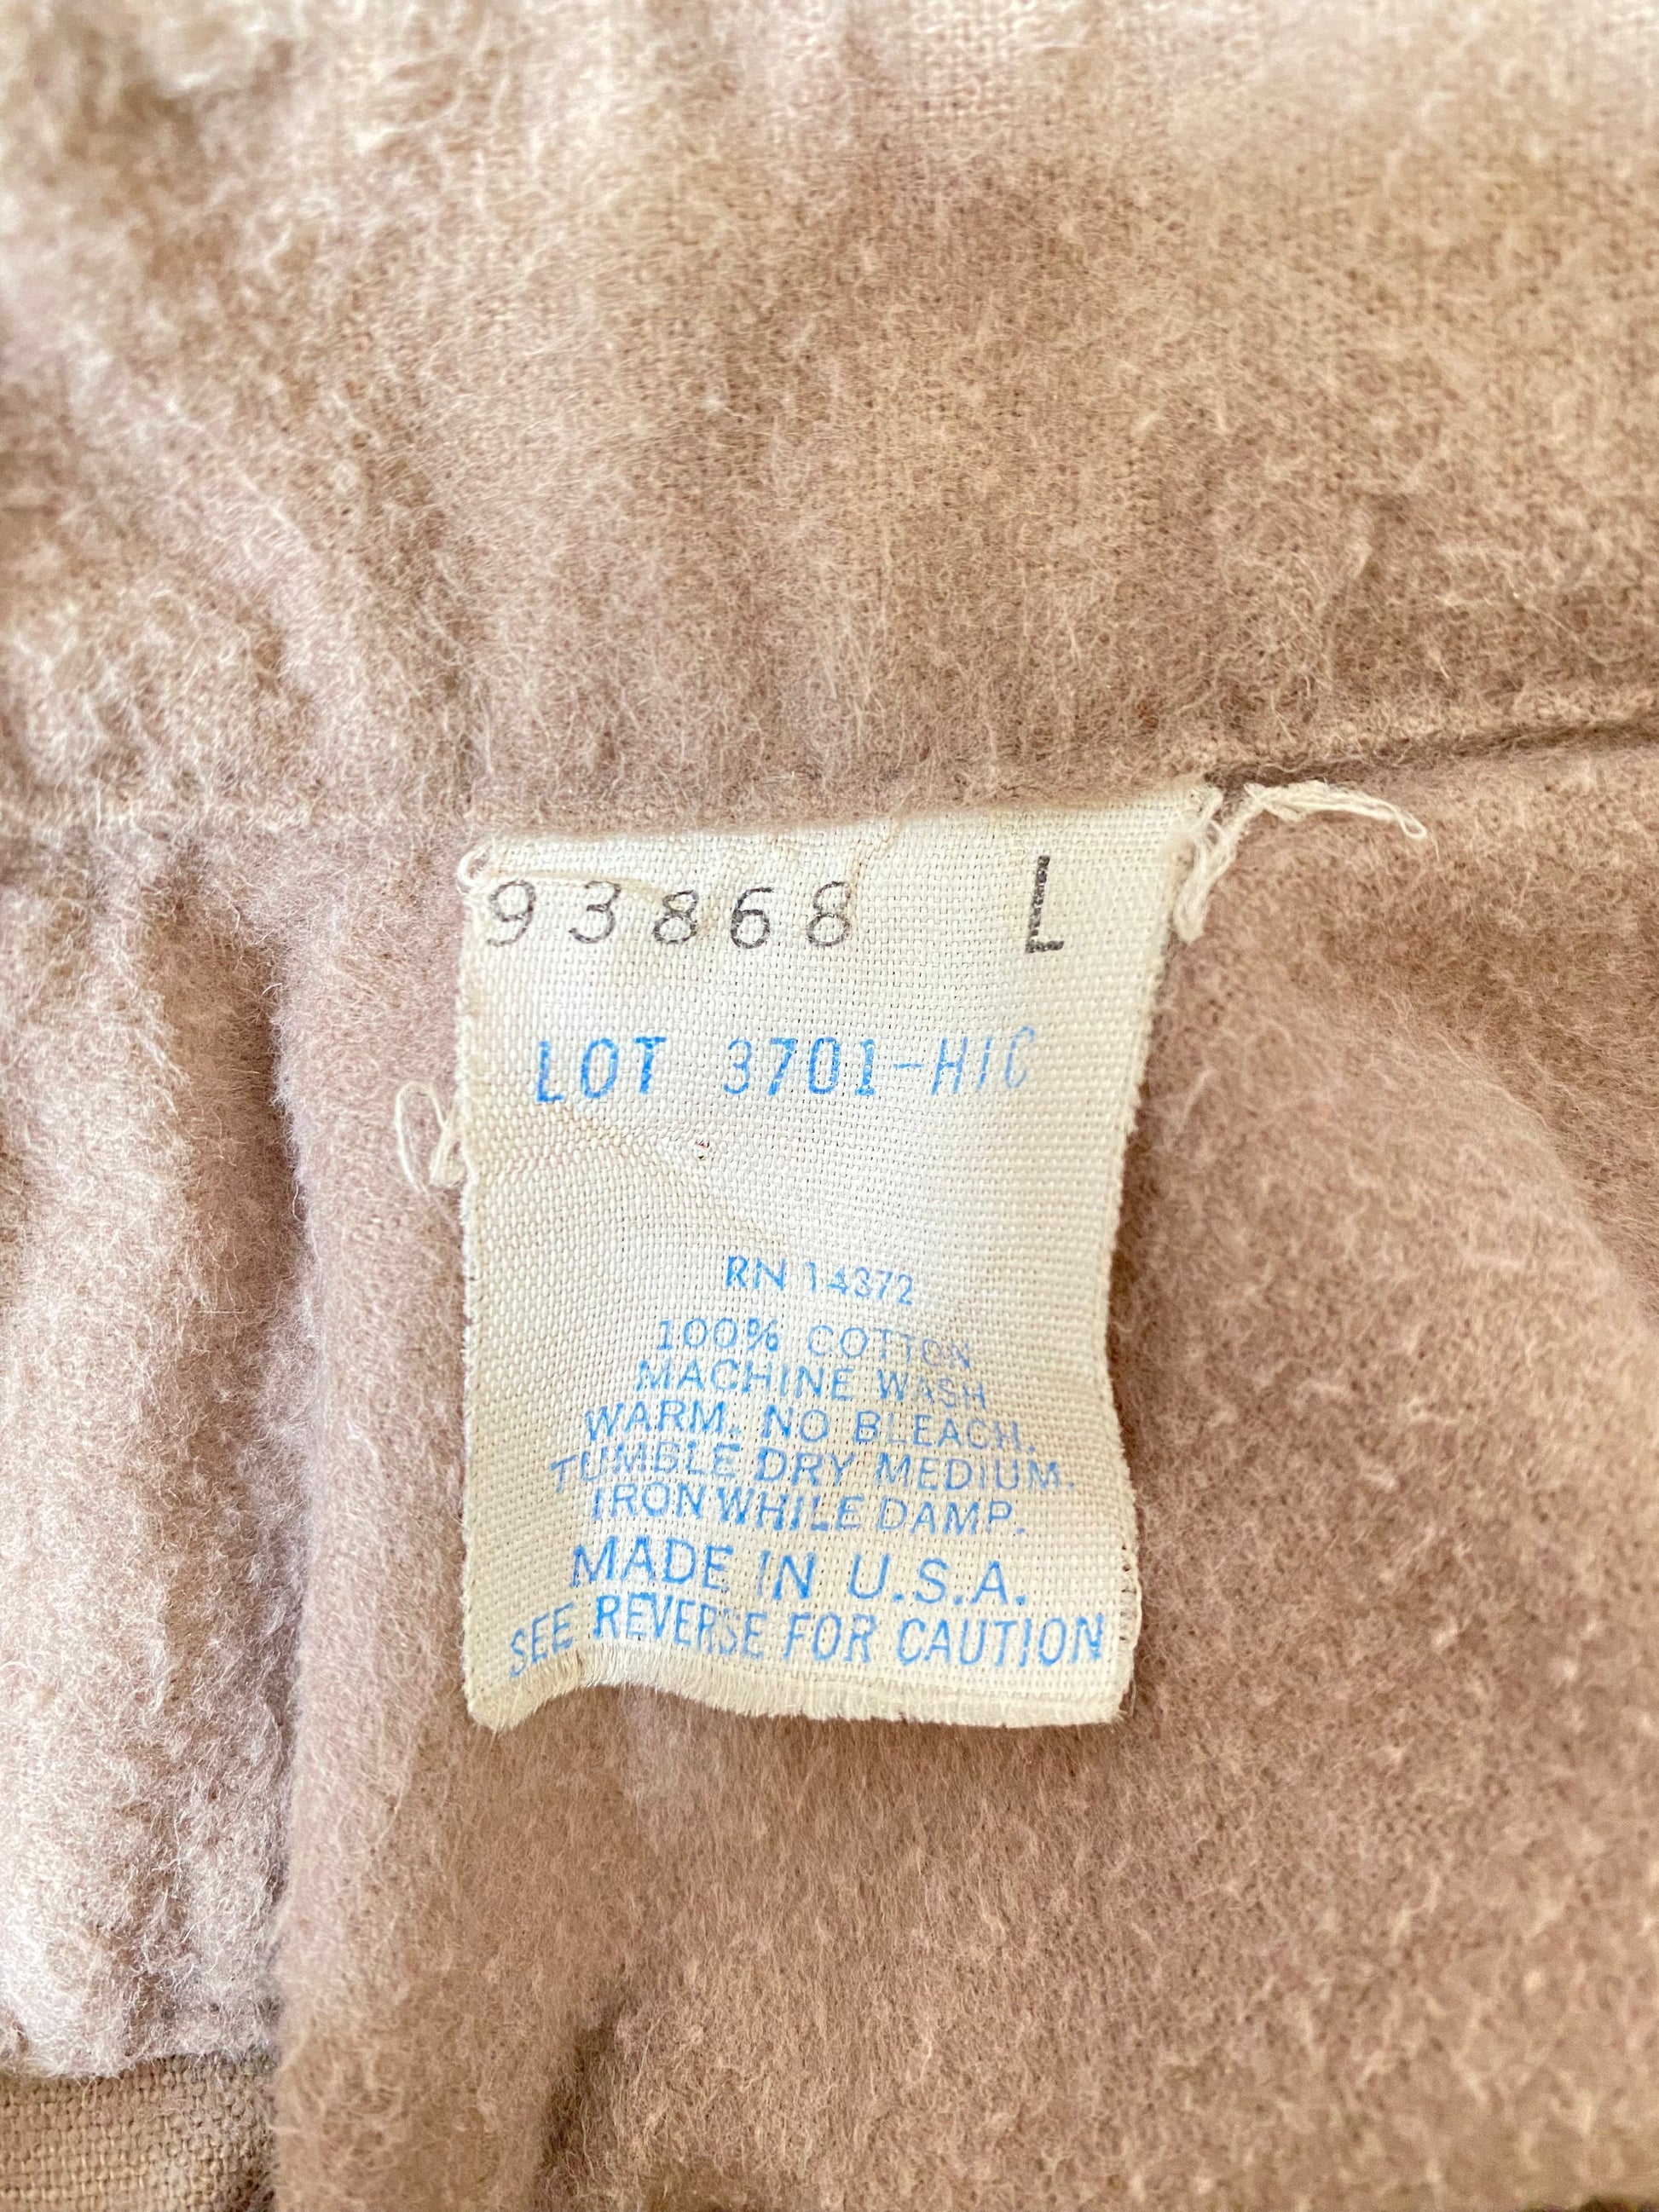 93868 L
LOT 3701-HIC
RN 14372
100% COTTON
MACHINE WASH
WARM. NO BLEACH.
TUMBLE DRY MEDIUM.
IRON WHILE DAMP.
MADE IN U.S.A.
SEE REVERSE FOR CAUTION